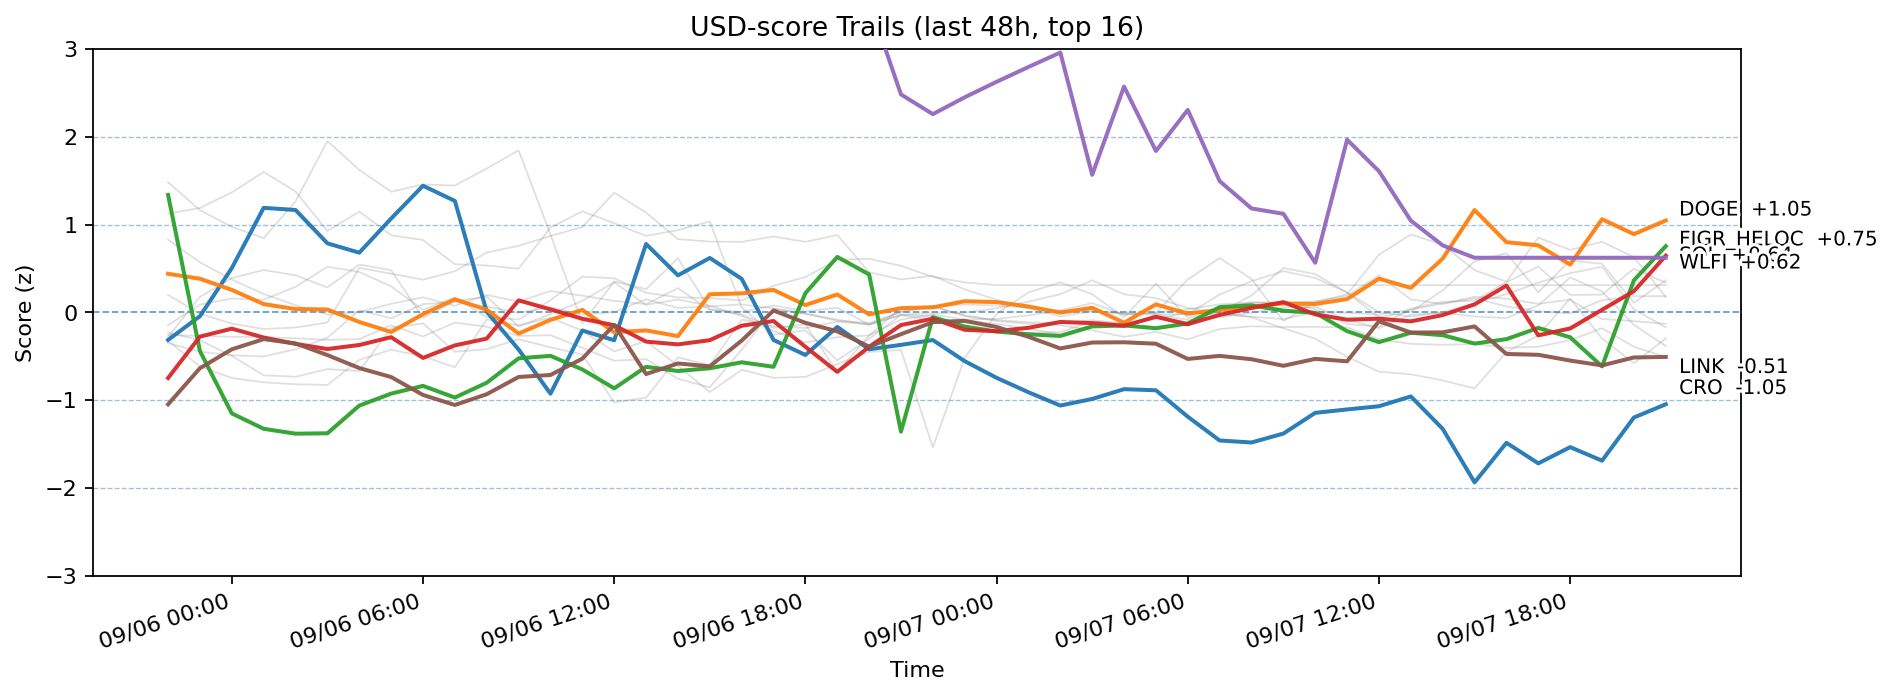 USD-score Trails (last 48h, top 16)
Score (z)
3
2
1
0
−1
−2
−3
DOGE +1.05
FIGR_HELOC +0.75
WLFI +0.62
LINK -0.51
CRO -1.05
09/06 00:00
09/06 06:00
09/06 12:00
09/06 18:00
09/07 00:00
09/07 06:00
09/07 12:00
09/07 18:00
Time